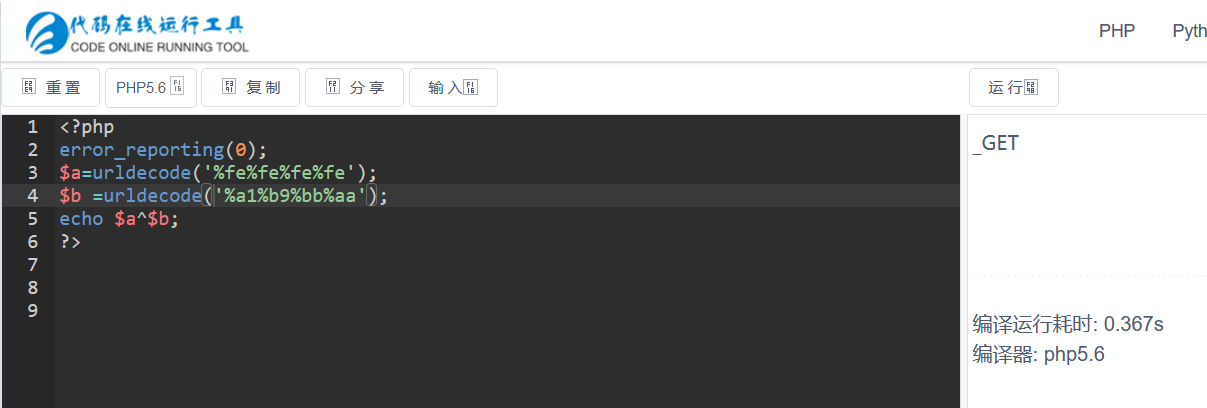 代码在线运行工具
CODE ONLINE RUNNING TOOL
PHP Pyth
重置 PHP5.6 复制 分享 输入 运行
1 <?php
2 error_reporting(0);
3 $a=urldecode('%fe%fe%fe%fe');
4 $b =urldecode('%a1%b9%bb%aa');
5 echo $a^$b;
6 ?>
7
8
9
_GET
编译运行耗时: 0.367s
编译器: php5.6